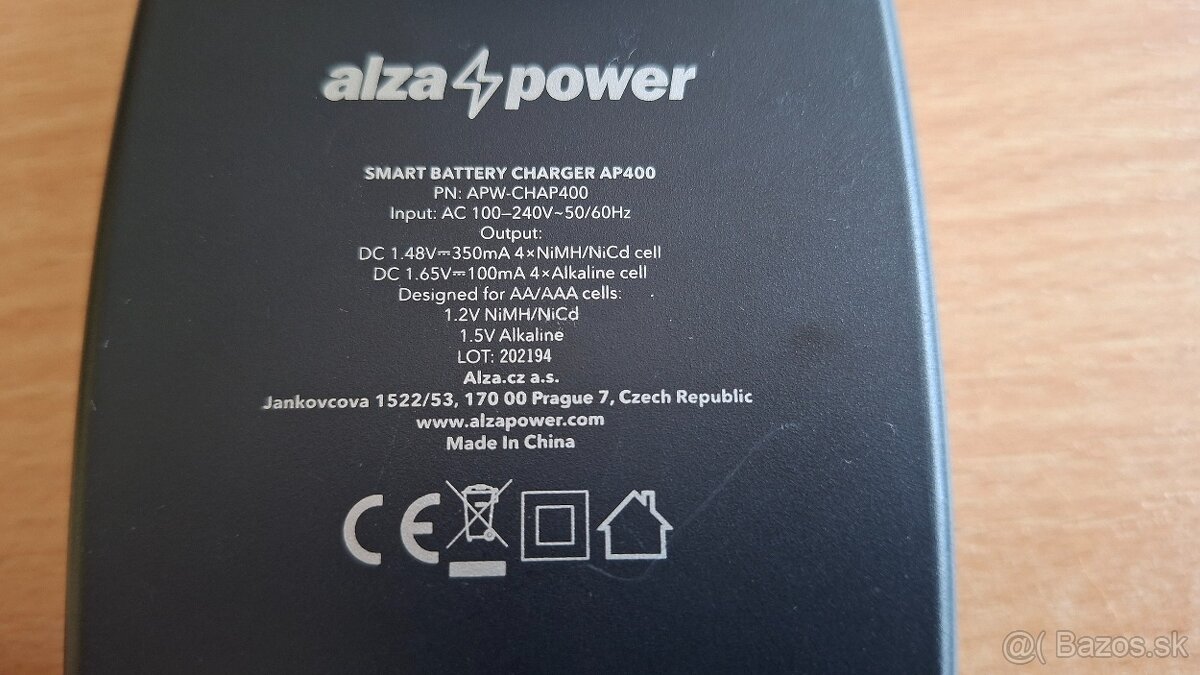 alza power
SMART BATTERY CHARGER AP400
PN: APW-CHAP400
Input: AC 100–240V~50/60Hz
Output:
DC 1.48V⎓350mA 4×NiMH/NiCd cell
DC 1.65V⎓100mA 4×Alkaline cell
Designed for AA/AAA cells:
1.2V NiMH/NiCd
1.5V Alkaline
LOT: 202194
Alza.cz a.s.
Jankovcova 1522/53, 170 00 Prague 7, Czech Republic
www.alzapower.com
Made In China
CE
@( Bazos.sk